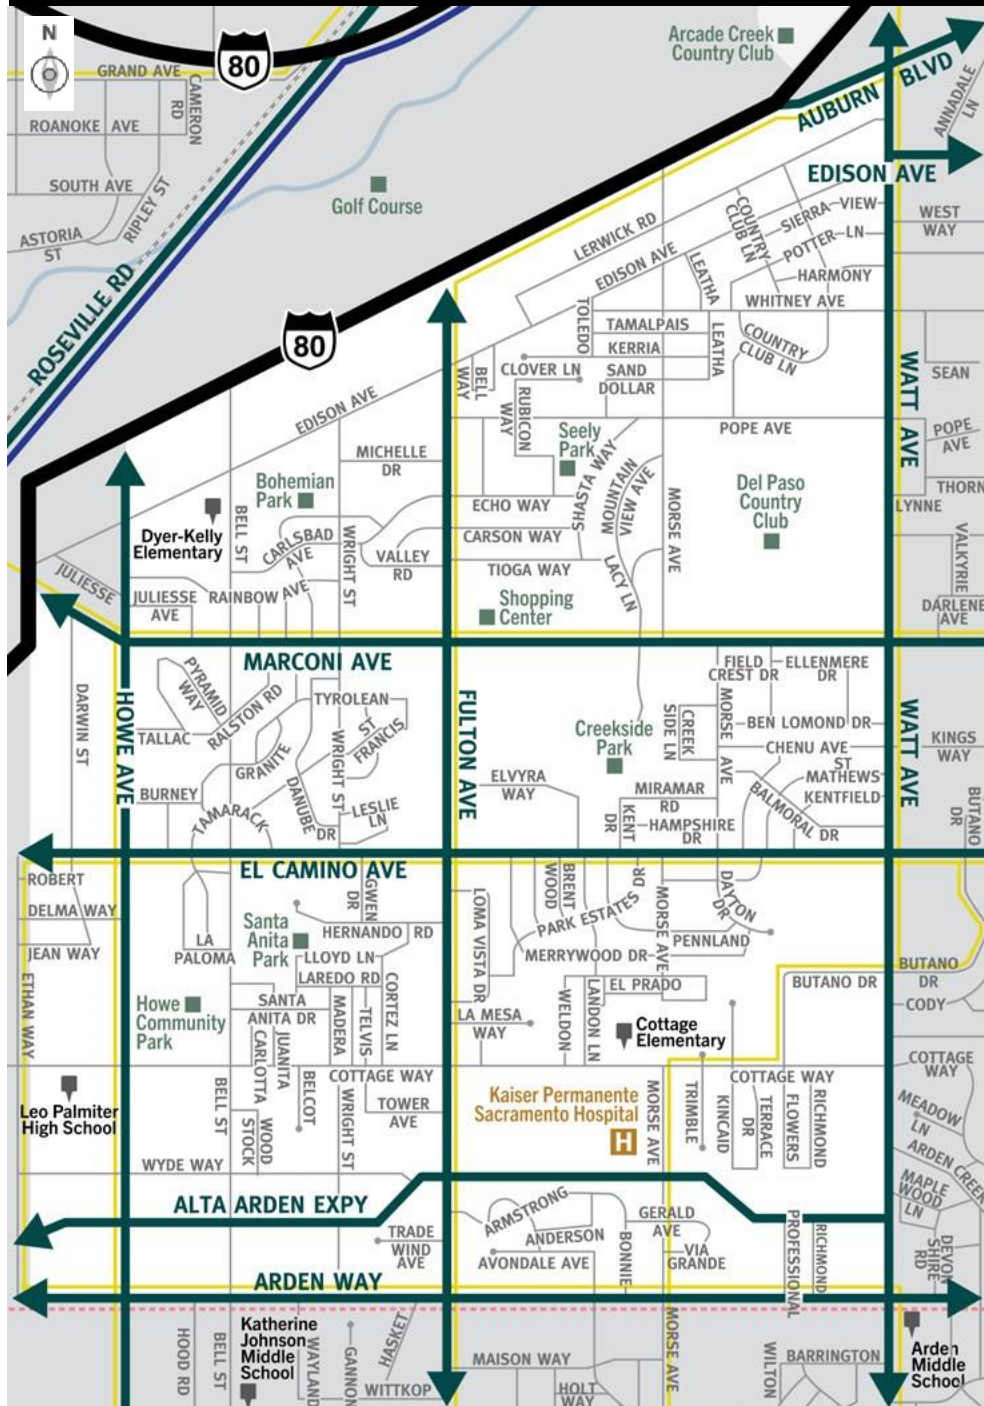 N
80
GRAND AVE
CAMERON
RD
ROANOKE AVE
SOUTH AVE
RIPLEY ST
ASTORIA
ST
ROSEVILLE RD
Golf Course
Arcade Creek
Country Club
AUBURN BLVD
ANNADALE
LN
EDISON AVE
WEST
WAY
LERWICK RD
EDISON AVE
COUNTRY
CLUB LN
SIERRA VIEW
POTTER LN
HARMONY
LEATHA
WHITNEY AVE
TOLEDO
TAMALPAIS
LEATHA
COUNTRY
CLUB LN
KERRIA
80
CLOVER LN
SAND
DOLLAR
BELL
WAY
RUBICON
WAY
WATT AVE
SEAN
EDISON AVE
POPE AVE
POPE
AVE
MICHELLE
DR
Seely
Park
SHASTA WAY
MOUNTAIN
VIEW AVE
MORSE AVE
Del Paso
Country
Club
THORN
LYNNE
Bohemian
Park
ECHO WAY
Dyer-Kelly
Elementary
BELL ST
CARLSBAD
AVE
WRIGHT ST
CARSON WAY
VALKYRIE
VALLEY
RD
TIOGA WAY
LACY LN
JULIESSE
JULIESSE
AVE
RAINBOW AVE
Shopping
Center
DARLENE
AVE
MARCONI AVE
DARWIN ST
HOWE AVE
PYRAMID
WAY
RALSTON RD
TYROLEAN
ST
FRANCIS
FULTON AVE
FIELD
CREST DR
ELLENMERE
DR
MORSE
AVE
CREEK
SIDE LN
BEN LOMOND DR
WATT AVE
TALLAC
GRANITE
WRIGHT ST
Creekside
Park
CHENU AVE
ST
MATHEWS
KENTFIELD
KINGS
WAY
BURNEY
TAMARACK
DANUBE
DR
LESLIE
LN
ELVYRA
WAY
MIRAMAR
RD
KENT
DR
HAMPSHIRE
DR
BALMORAL DR
BUTANO
DR
EL CAMINO AVE
ROBERT
DELMA WAY
JEAN WAY
ETHAN WAY
LA
PALOMA
Santa
Anita
Park
GWEN
DR
HERNANDO RD
LLOYD LN
LAREDO RD
LOMA VISTA DR
BRENT
WOOD
PARK ESTATES DR
MORSE AVE
DAYTON
DR
PENNLAND
MERRYWOOD DR
BUTANO DR
BUTANO
DR
CODY
Howe
Community
Park
SANTA
ANITA DR
CARLOTTA
JUANITA
MADERA
TELVIS
CORTEZ LN
LA MESA
WAY
WELDON
LANDON LN
EL PRADO
Cottage
Elementary
COTTAGE
WAY
Leo Palmiter
High School
BELL ST
WOOD
STOCK
BELCOT
COTTAGE WAY
WRIGHT ST
TOWER
AVE
Kaiser Permanente
Sacramento Hospital
H
MORSE AVE
TRIMBLE
COTTAGE WAY
KINCAID
DR
TERRACE
FLOWERS
RICHMOND
MEADOW
LN
ARDEN CREEK
MAPLE
WOOD
LN
WYDE WAY
ALTA ARDEN EXPY
ARMSTRONG
ANDERSON
AVONDALE AVE
BONNIE
GERALD
AVE
VIA
GRANDE
PROFESSIONAL
RICHMOND
DEVON
SHIRE
RD
TRADE
WIND
AVE
ARDEN WAY
Katherine
Johnson
Middle
School
HOOD RD
BELL ST
WAYLAND
GANNON
HASKET
WITTKOP
MAISON WAY
HOLT
WAY
MORSE AVE
WILTON
BARRINGTON
Arden
Middle
School